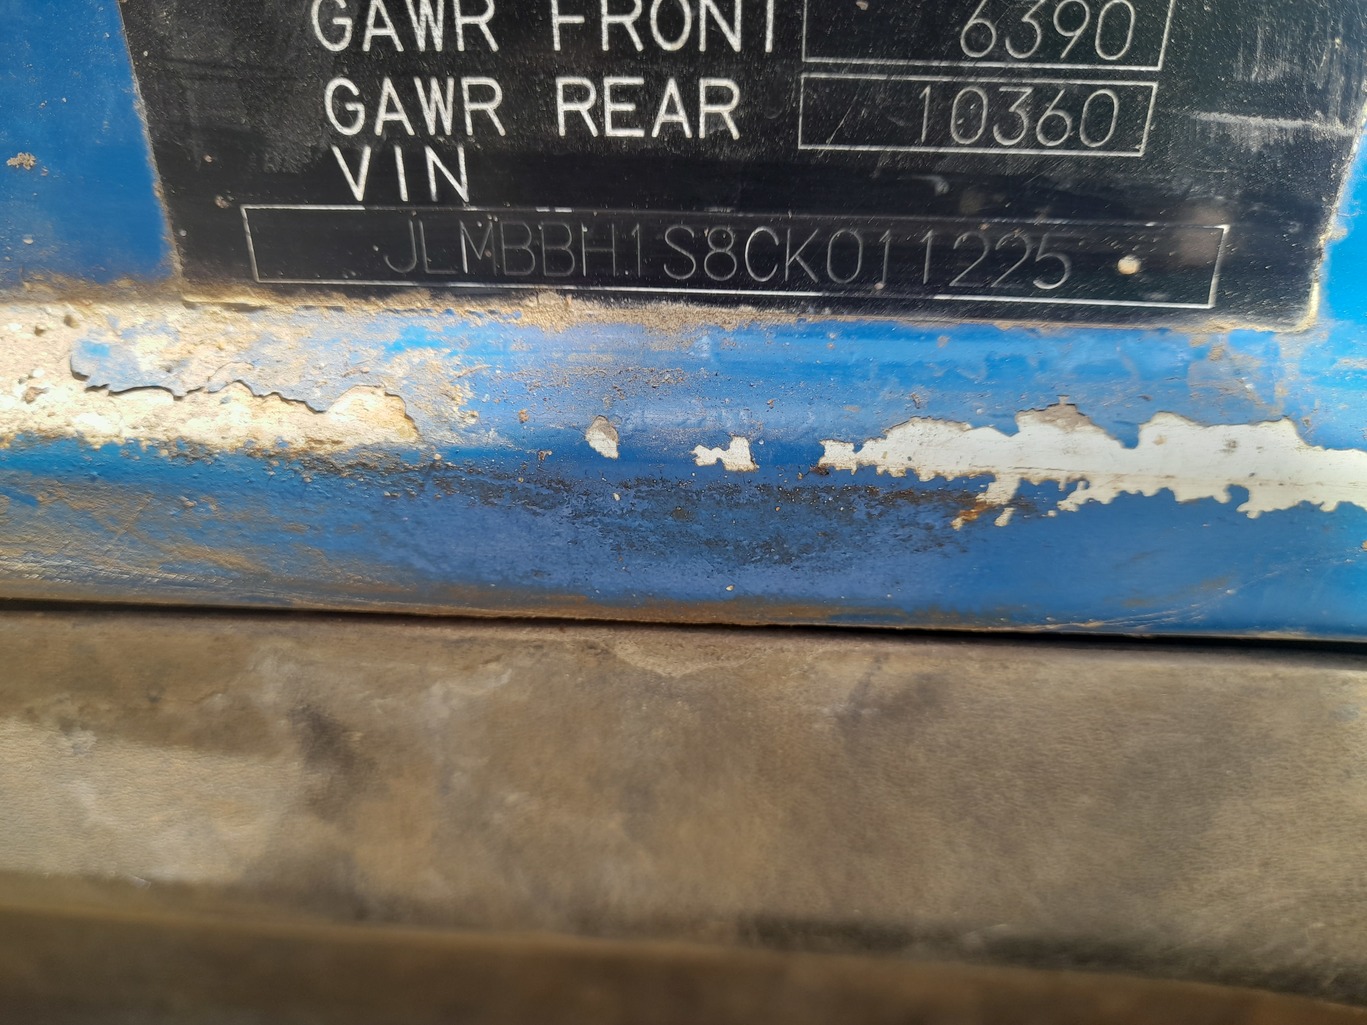 GAWR FRONT 6390
GAWR REAR 10360
VIN
JLMBBH1S8CK011225